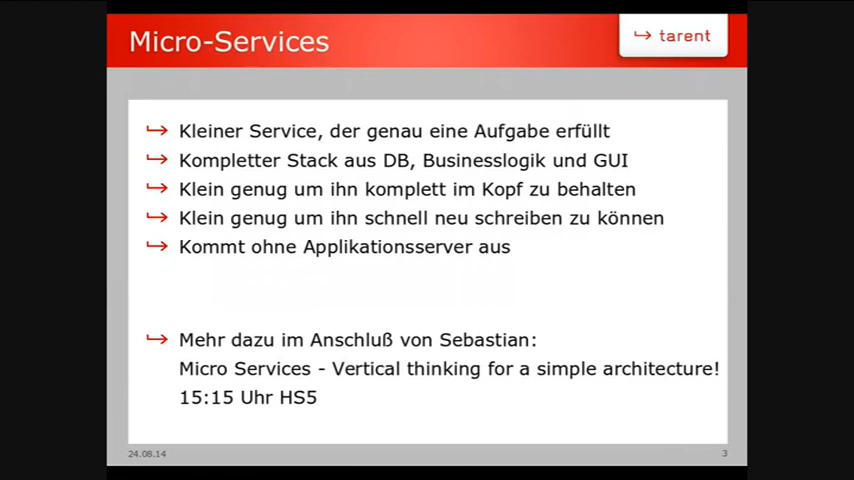 Micro-Services
↪ tarent
↪ Kleiner Service, der genau eine Aufgabe erfüllt
↪ Kompletter Stack aus DB, Businesslogik und GUI
↪ Klein genug um ihn komplett im Kopf zu behalten
↪ Klein genug um ihn schnell neu schreiben zu können
↪ Kommt ohne Applikationsserver aus
↪ Mehr dazu im Anschluß von Sebastian:
Micro Services - Vertical thinking for a simple architecture!
15:15 Uhr HS5
24.08.14
3